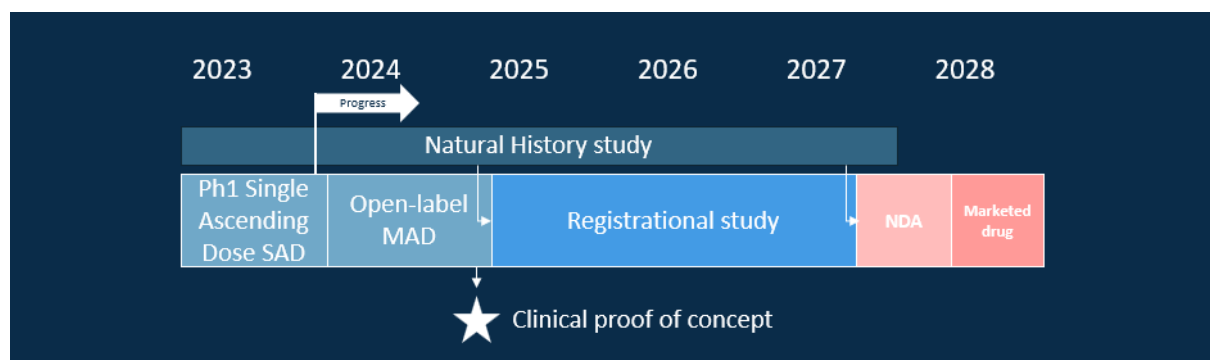 2023 2024 2025 2026 2027 2028
Progress
Natural History study
Ph1 Single
Ascending
Dose SAD
Open-label
MAD
Registrational study
NDA
Marketed
drug
Clinical proof of concept